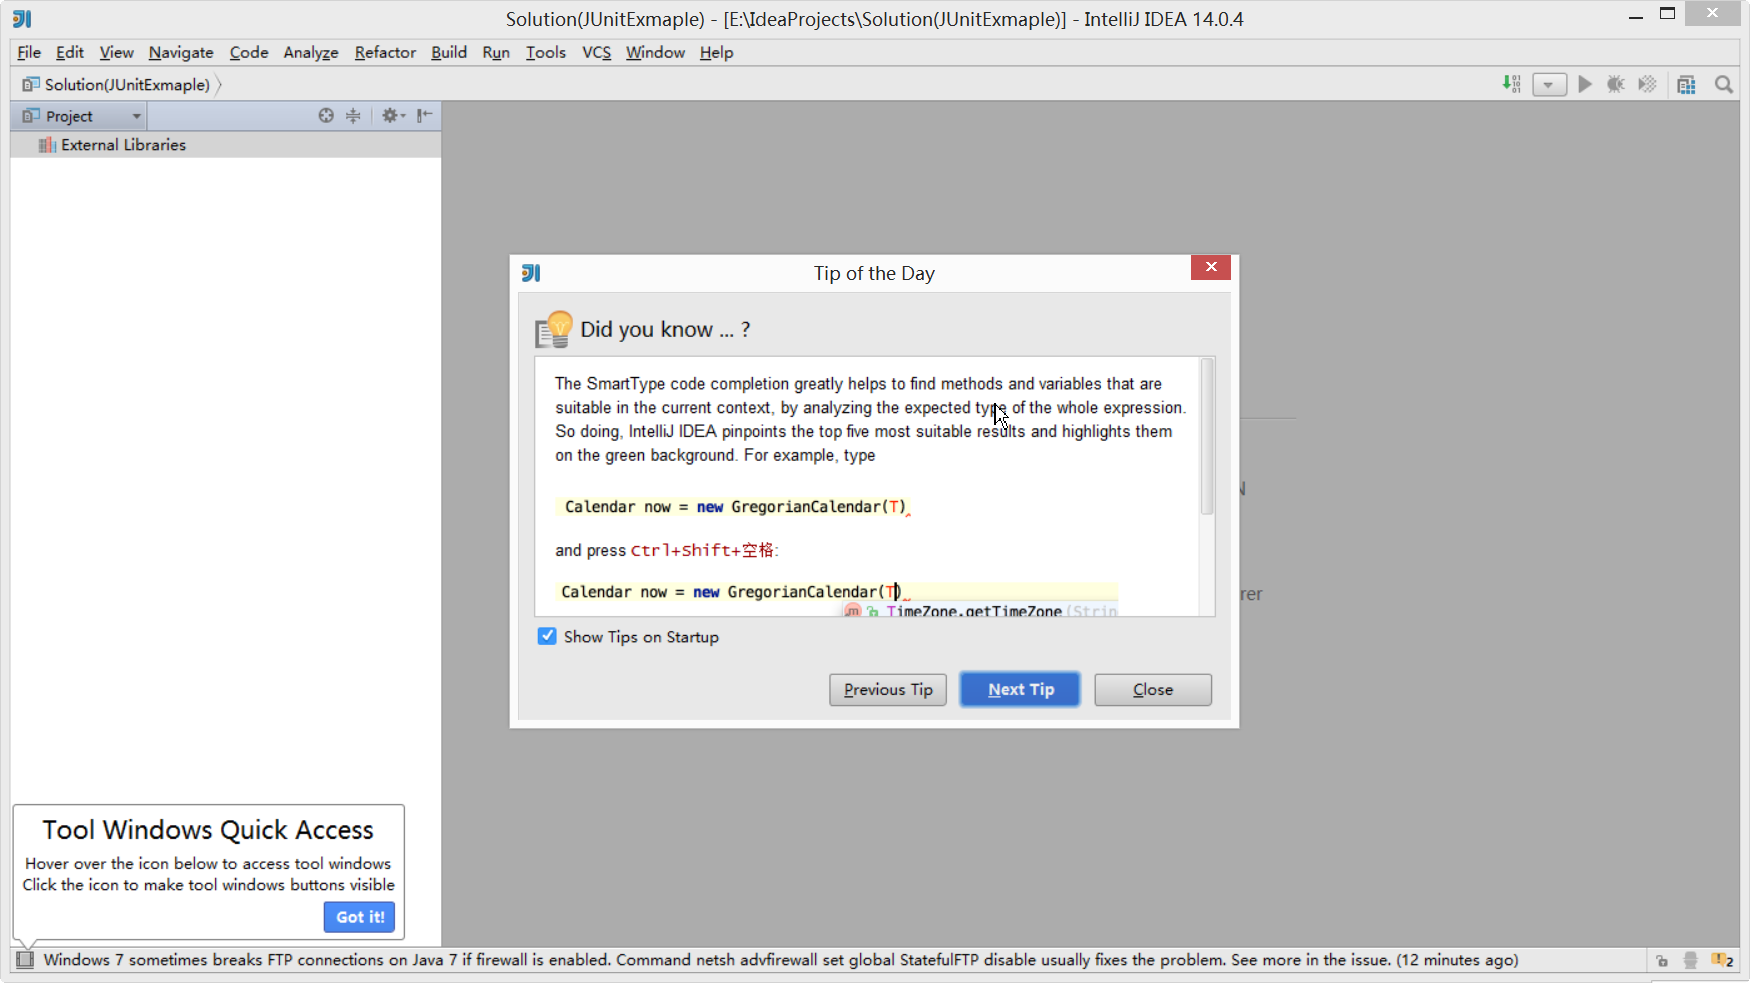 Solution(JUnitExmaple) - [E:\IdeaProjects\Solution(JUnitExmaple)] - IntelliJ IDEA 14.0.4
File Edit View Navigate Code Analyze Refactor Build Run Tools VCS Window Help
Solution(JUnitExmaple)
Project
External Libraries
Tip of the Day
Did you know ... ?
The SmartType code completion greatly helps to find methods and variables that are
suitable in the current context, by analyzing the expected type of the whole expression.
So doing, IntelliJ IDEA pinpoints the top five most suitable results and highlights them
on the green background. For example, type
Calendar now = new GregorianCalendar(T)
and press Ctrl+Shift+空格:
Calendar now = new GregorianCalendar(T)
TimeZone.getTimeZone(Strin
Show Tips on Startup
Previous Tip Next Tip Close
rer
Tool Windows Quick Access
Hover over the icon below to access tool windows
Click the icon to make tool windows buttons visible
Got it!
Windows 7 sometimes breaks FTP connections on Java 7 if firewall is enabled. Command netsh advfirewall set global StatefulFTP disable usually fixes the problem. See more in the issue. (12 minutes ago)
2